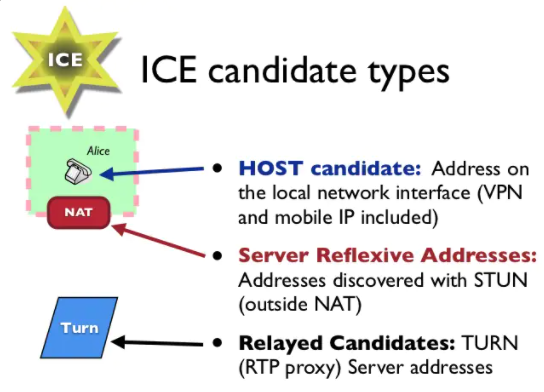 ICE
ICE candidate types
Alice
NAT
Turn
• HOST candidate: Address on
the local network interface (VPN
and mobile IP included)
• Server Reflexive Addresses:
Addresses discovered with STUN
(outside NAT)
• Relayed Candidates: TURN
(RTP proxy) Server addresses